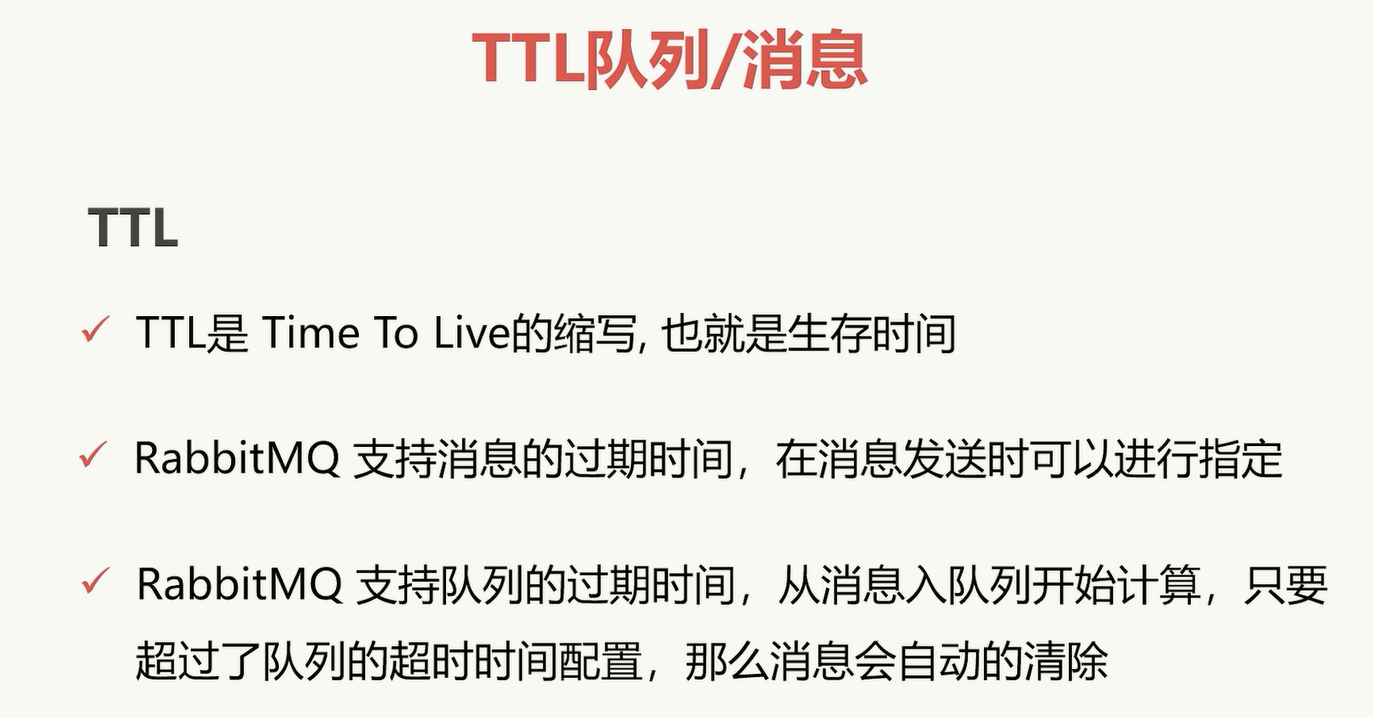 TTL队列/消息
TTL
TTL是 Time To Live的缩写, 也就是生存时间
RabbitMQ 支持消息的过期时间，在消息发送时可以进行指定
RabbitMQ 支持队列的过期时间，从消息入队列开始计算，只要
超过了队列的超时时间配置，那么消息会自动的清除